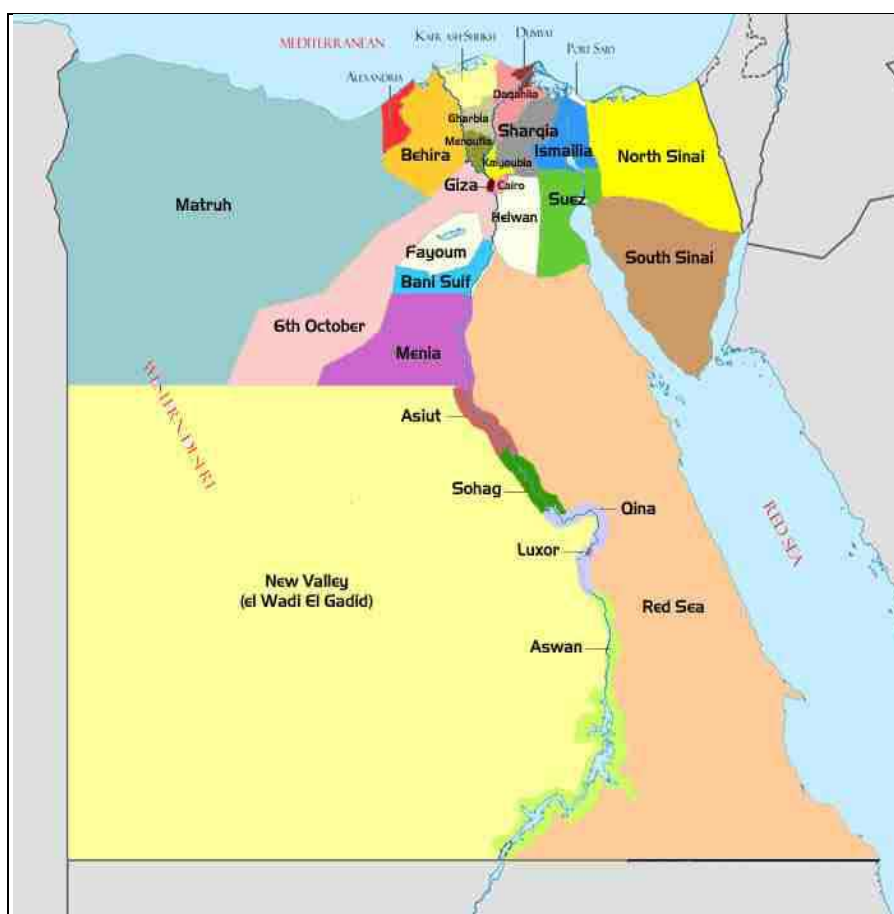 MEDITERRANEAN
KAFR ASH SHEIKH
DUMYAT
PORT SAID
ALEXANDRIA
Daqahlia
Gharbia
Sharqia
Menoufia
Ismailia
Behira
Kalyoubia
North Sinai
Giza
Cairo
Matruh
Suez
Helwan
Fayoum
South Sinai
Bani Suif
6th October
Menia
WESTERN DESERT
Asiut
Sohag
Qina
RED SEA
Luxor
New Valley
(el Wadi El Gadid)
Red Sea
Aswan